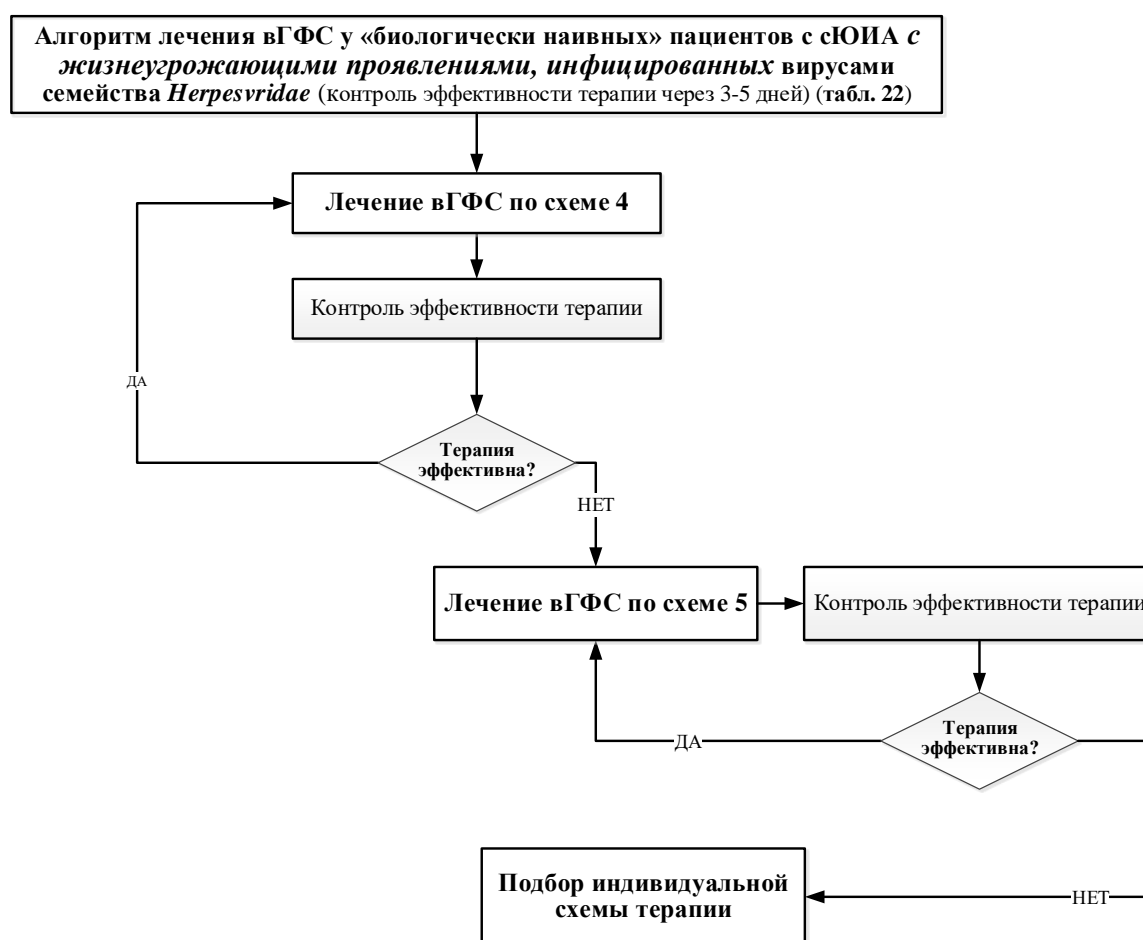 Алгоритм лечения вГФС у «биологически наивных» пациентов с сЮИА с
жизнеугрожающими проявлениями, инфицированных вирусами
семейства Herpesvridae (контроль эффективности терапии через 3-5 дней) (табл. 22)
Лечение вГФС по схеме 4
Контроль эффективности терапии
ДА
Терапия
эффективна?
НЕТ
Лечение вГФС по схеме 5
Контроль эффективности терапии
Терапия
эффективна?
ДА
Подбор индивидуальной
схемы терапии
НЕТ